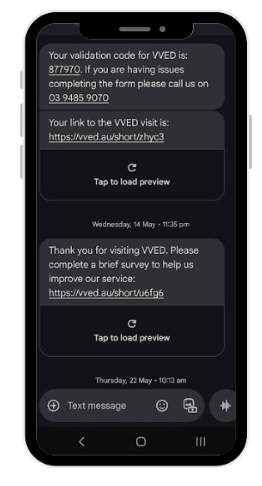 Your validation code for VVED is:
877970. If you are having issues
completing the form please call us on
03 9485 9070
Your link to the VVED visit is:
https://vved.au/short/zhyc3
Tap to load preview
Wednesday, 14 May • 11:35 pm
Thank you for visiting VVED. Please
complete a brief survey to help us
improve our service:
https://vved.au/short/u6fg6
Tap to load preview
Thursday, 22 May • 10:13 am
Text message